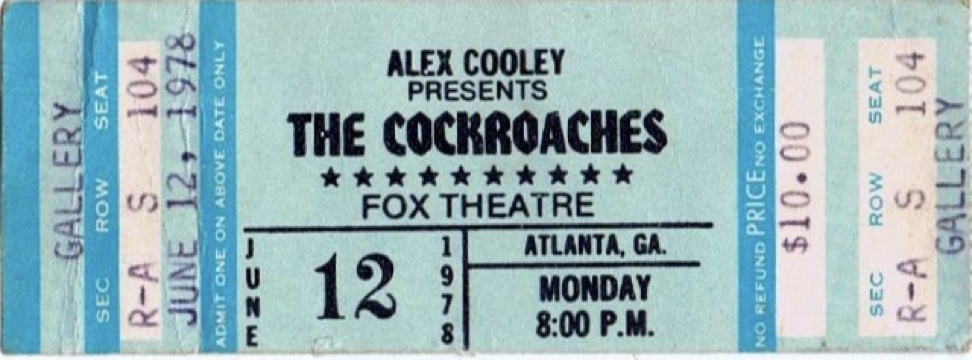 GALLERY
SEC ROW SEAT
R-A S 104
JUNE 12, 1978
ADMIT ONE ON ABOVE DATE ONLY
ALEX COOLEY
PRESENTS
THE COCKROACHES
★★★★★★★★★★
FOX THEATRE
JUNE
12
1978
ATLANTA, GA.
MONDAY
8:00 P.M.
NO REFUND PRICE NO EXCHANGE
$10.00
SEC ROW SEAT
R-A S 104
GALLERY